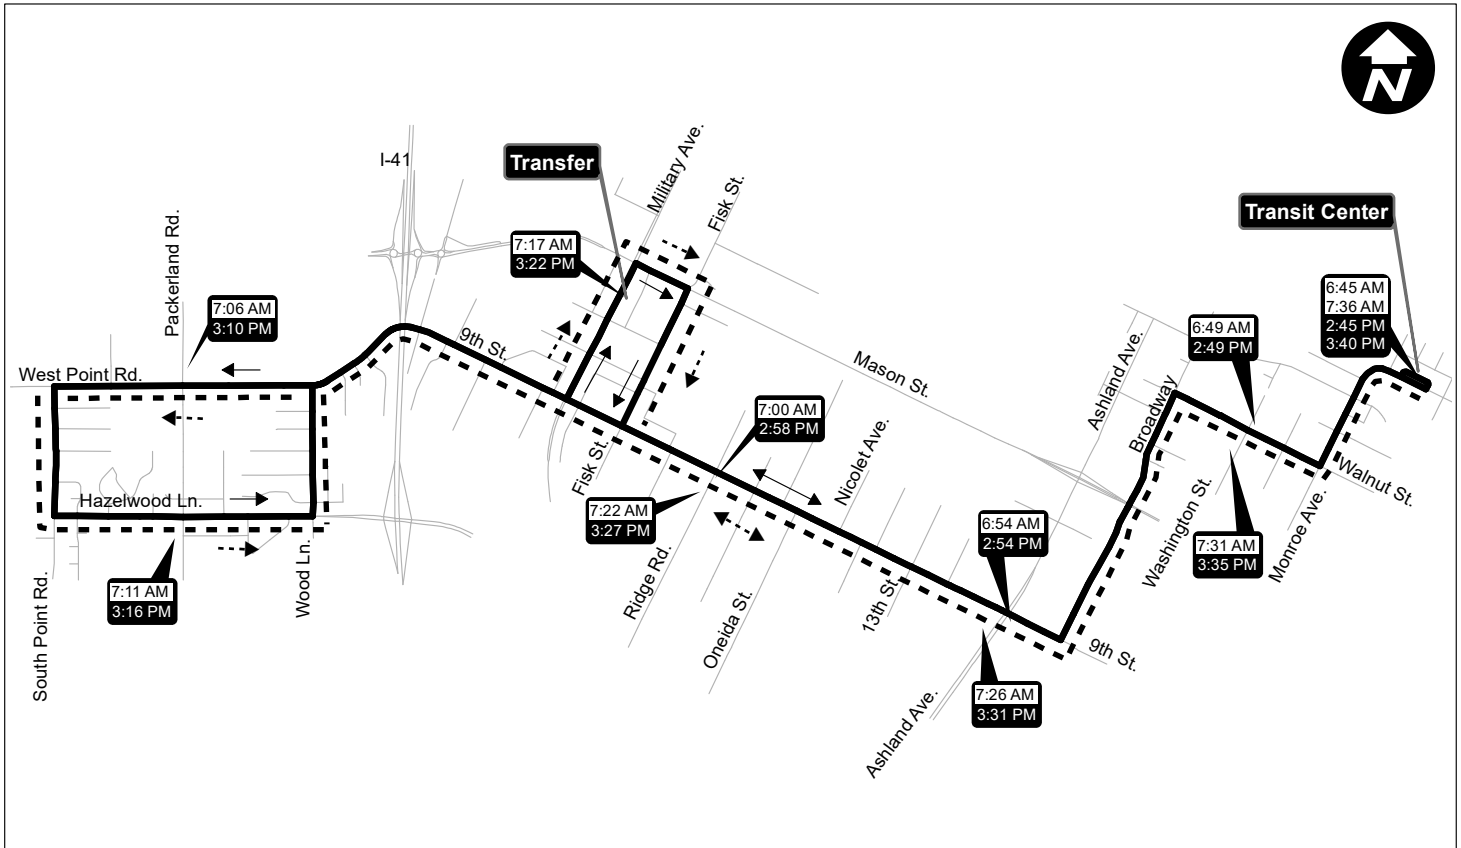 N
I-41
Transfer
Military Ave.
Fisk St.
Transit Center
Packerland Rd.
7:17 AM
3:22 PM
6:45 AM
7:36 AM
2:45 PM
3:40 PM
7:06 AM
3:10 PM
6:49 AM
2:49 PM
9th St.
West Point Rd.
Mason St.
Ashland Ave.
Broadway
7:00 AM
2:58 PM
Nicolet Ave.
Fisk St.
Walnut St.
Hazelwood Ln.
7:22 AM
3:27 PM
6:54 AM
2:54 PM
Washington St.
Monroe Ave.
7:31 AM
3:35 PM
Wood Ln.
7:11 AM
3:16 PM
South Point Rd.
Ridge Rd.
Oneida St.
13th St.
9th St.
7:26 AM
3:31 PM
Ashland Ave.